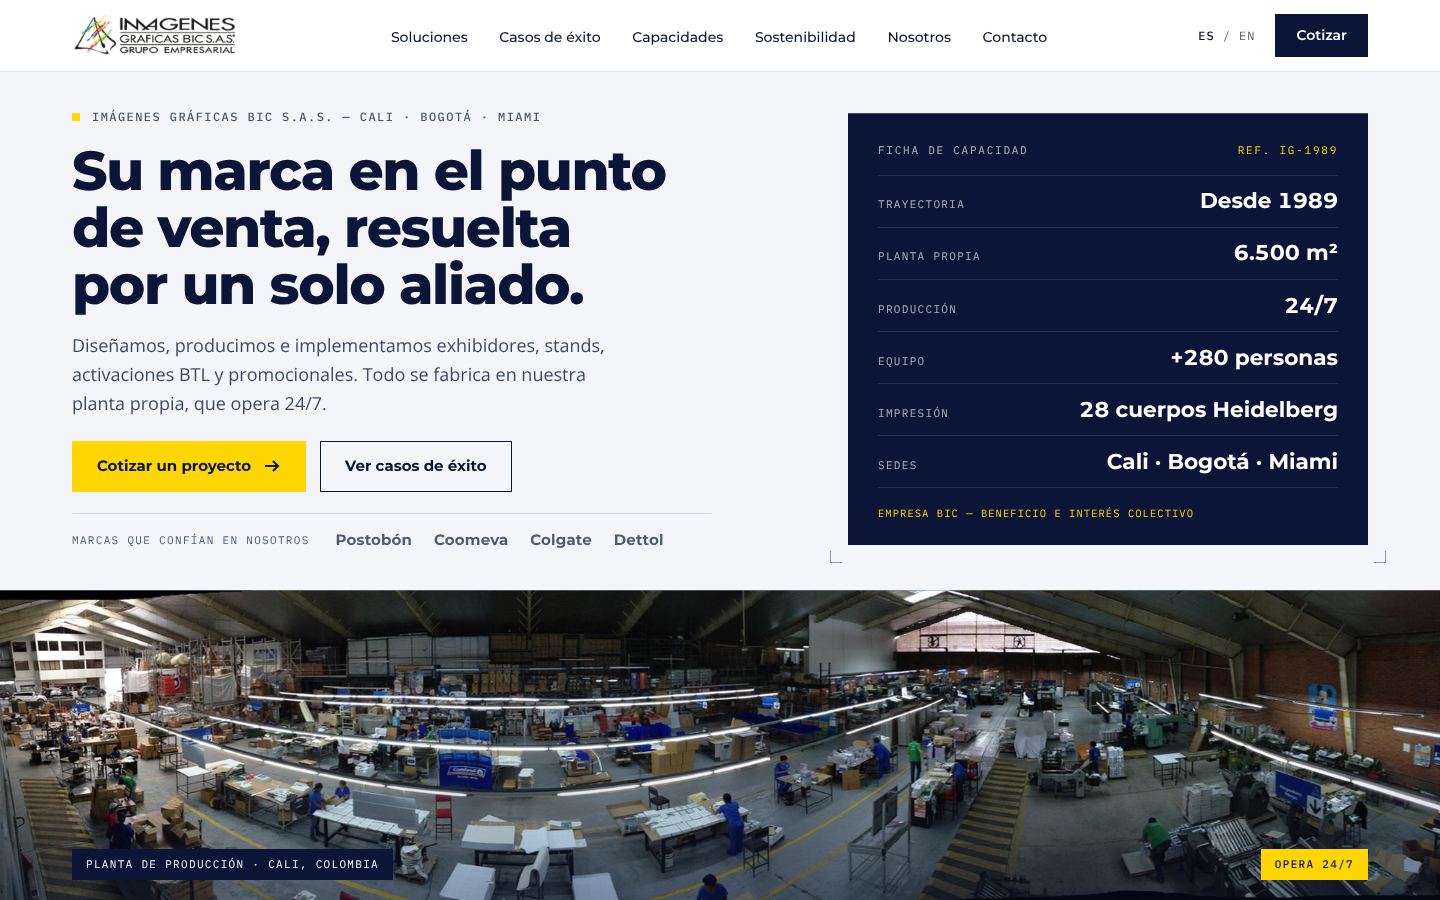 IMAGENES
GRAFICAS BIC S.A.S.
GRUPO EMPRESARIAL
Soluciones
Casos de éxito
Capacidades
Sostenibilidad
Nosotros
Contacto
ES / EN
Cotizar
IMÁGENES GRÁFICAS BIC S.A.S. — CALI · BOGOTÁ · MIAMI
Su marca en el punto
de venta, resuelta
por un solo aliado.
Diseñamos, producimos e implementamos exhibidores, stands,
activaciones BTL y promocionales. Todo se fabrica en nuestra
planta propia, que opera 24/7.
Cotizar un proyecto →
Ver casos de éxito
MARCAS QUE CONFÍAN EN NOSOTROS
Postobón
Coomeva
Colgate
Dettol
FICHA DE CAPACIDAD
REF. IG-1989
TRAYECTORIA
Desde 1989
PLANTA PROPIA
6.500 m²
PRODUCCIÓN
24/7
EQUIPO
+280 personas
IMPRESIÓN
28 cuerpos Heidelberg
SEDES
Cali · Bogotá · Miami
EMPRESA BIC — BENEFICIO E INTERÉS COLECTIVO
PLANTA DE PRODUCCIÓN · CALI, COLOMBIA
OPERA 24/7